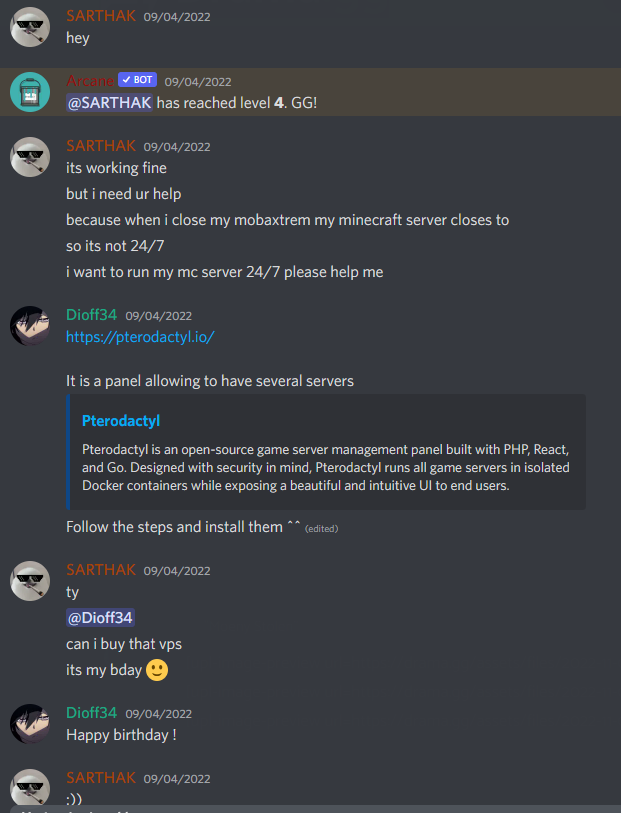 SARTHAK 09/04/2022
hey
Arcane ✓ BOT 09/04/2022
@SARTHAK has reached level 4. GG!
SARTHAK 09/04/2022
its working fine
but i need ur help
because when i close my mobaxtrem my minecraft server closes to
so its not 24/7
i want to run my mc server 24/7 please help me
Dioff34 09/04/2022
https://pterodactyl.io/
It is a panel allowing to have several servers
Pterodactyl
Pterodactyl is an open-source game server management panel built with PHP, React,
and Go. Designed with security in mind, Pterodactyl runs all game servers in isolated
Docker containers while exposing a beautiful and intuitive UI to end users.
Follow the steps and install them ^^ (edited)
SARTHAK 09/04/2022
ty
@Dioff34
can i buy that vps
its my bday 🙂
Dioff34 09/04/2022
Happy birthday !
SARTHAK 09/04/2022
:))